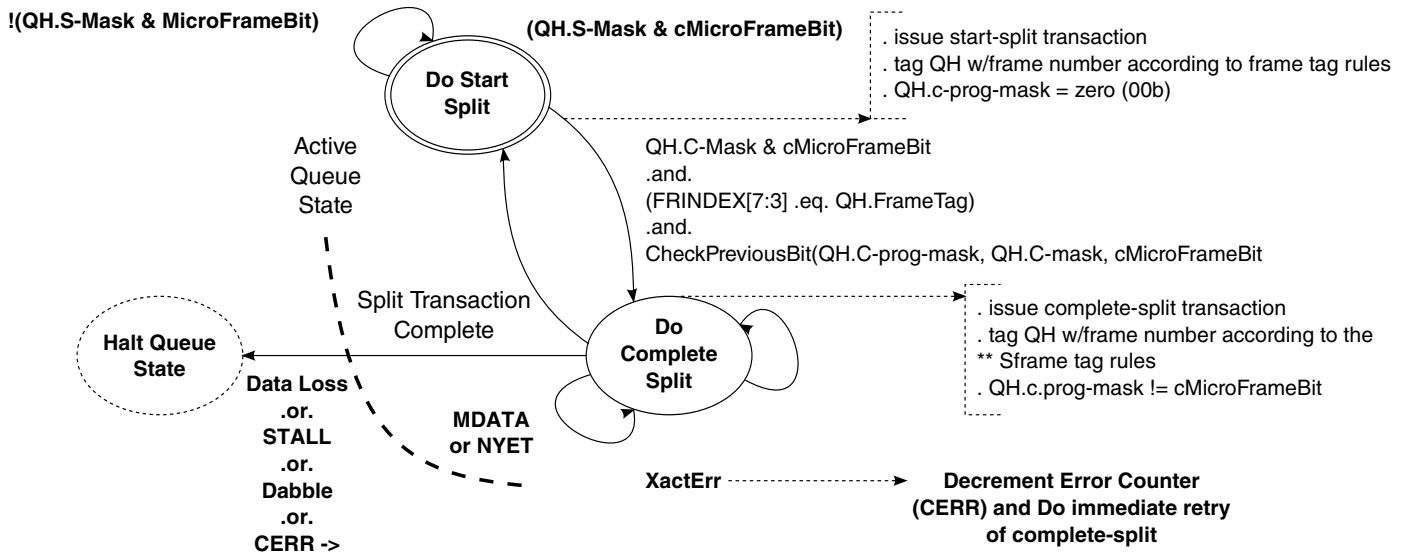 !(QH.S-Mask & MicroFrameBit)
(QH.S-Mask & cMicroFrameBit)
. issue start-split transaction
. tag QH w/frame number according to frame tag rules
. QH.c-prog-mask = zero (00b)
Do Start
Split
Active
Queue
State
QH.C-Mask & cMicroFrameBit
.and.
(FRINDEX[7:3] .eq. QH.FrameTag)
.and.
CheckPreviousBit(QH.C-prog-mask, QH.C-mask, cMicroFrameBit
Split Transaction
Complete
Halt Queue
State
Do
Complete
Split
. issue complete-split transaction
. tag QH w/frame number according to the
** Sframe tag rules
. QH.c.prog-mask != cMicroFrameBit
Data Loss
.or.
STALL
.or.
Dabble
.or.
CERR ->
MDATA
or NYET
XactErr
Decrement Error Counter
(CERR) and Do immediate retry
of complete-split